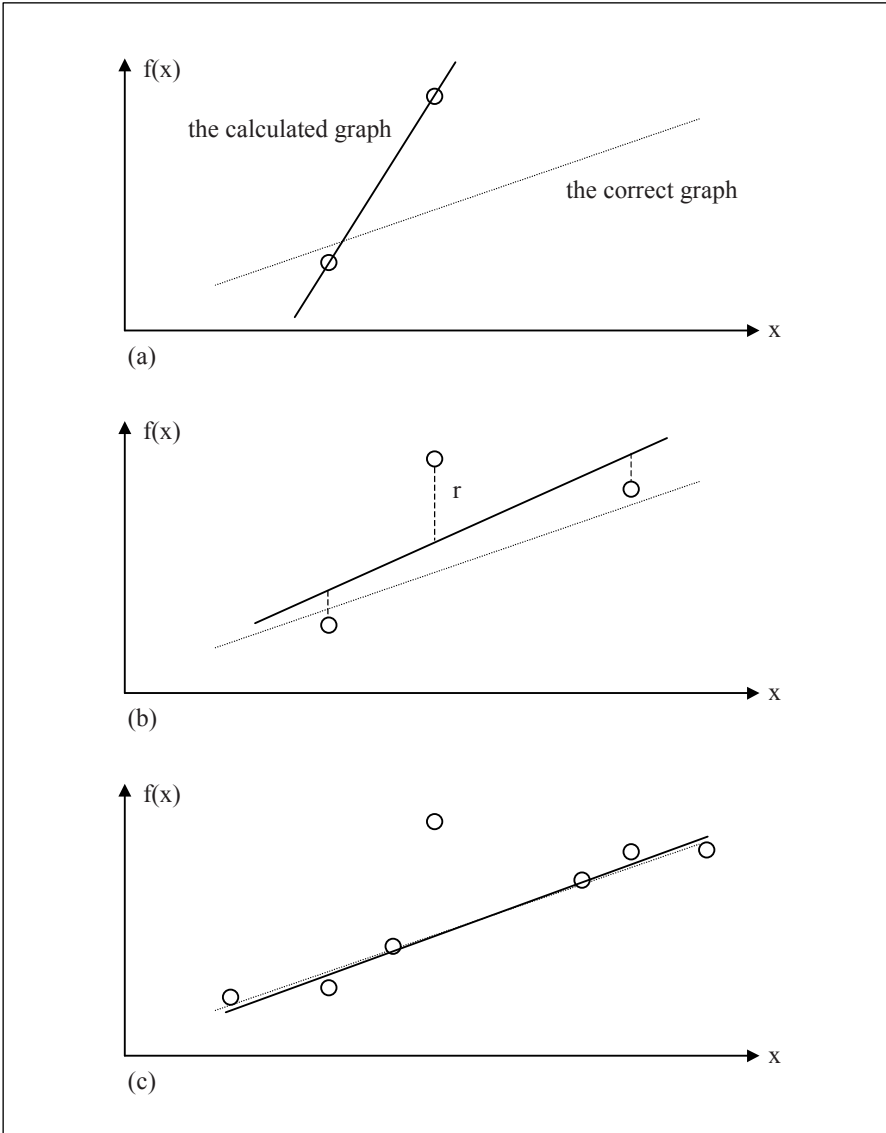 f(x)
the calculated graph
the correct graph
x
(a)
f(x)
r
x
(b)
f(x)
x
(c)